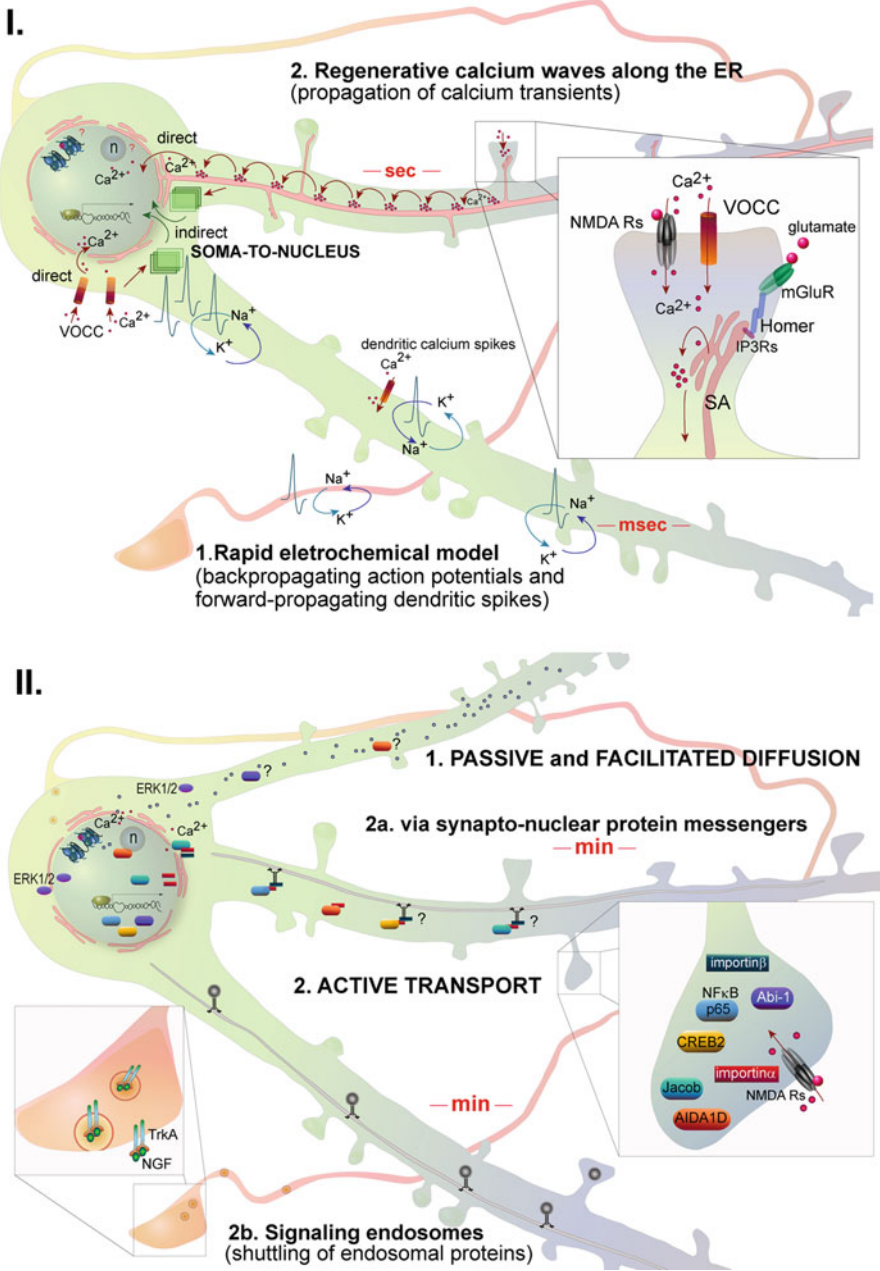 I.
2. Regenerative calcium waves along the ER
(propagation of calcium transients)
?
n
?
direct
Ca2+
Ca2+
sec
Ca2+
indirect
SOMA-TO-NUCLEUS
Ca2+
direct
VOCC
Ca2+
Na+
K+
dendritic calcium spikes
Ca2+
K+
Na+
Na+
K+
Na+
K+
msec
1.Rapid eletrochemical model
(backpropagating action potentials and
forward-propagating dendritic spikes)
Ca2+
NMDA Rs
VOCC
glutamate
mGluR
Ca2+
Homer
IP3Rs
SA
II.
?
?
1. PASSIVE and FACILITATED DIFFUSION
ERK1/2
Ca2+
n
Ca2+
ERK1/2
2a. via synapto-nuclear protein messengers
min
?
?
2. ACTIVE TRANSPORT
importinβ
NFκB
p65
Abi-1
CREB2
importinα
Jacob
NMDA Rs
AIDA1D
min
TrkA
NGF
2b. Signaling endosomes
(shuttling of endosomal proteins)